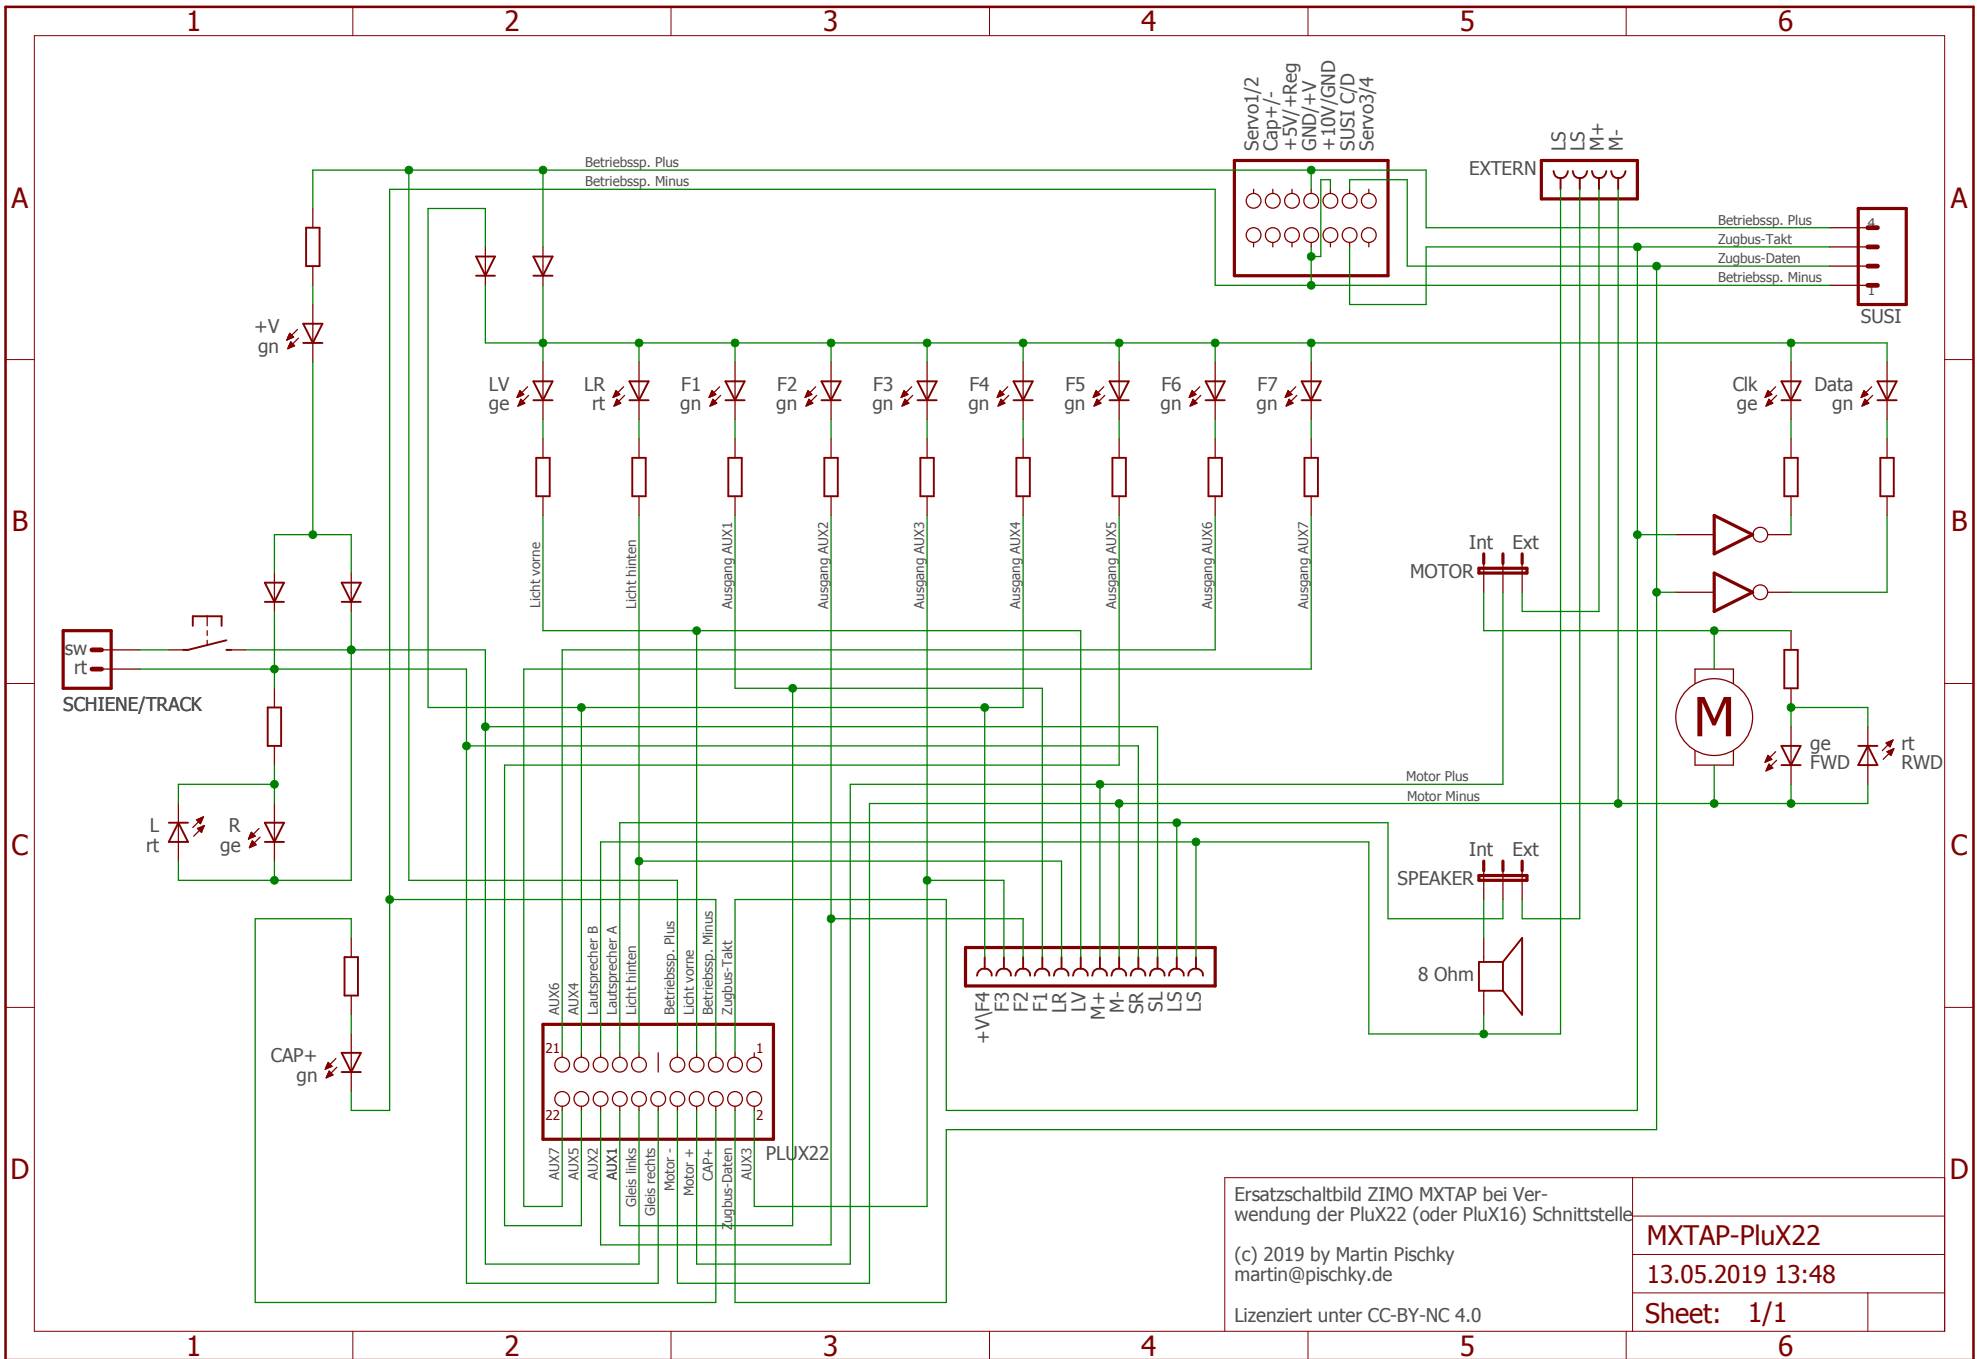 1 2 3 4 5 6
A
A
B
B
C
C
D
D
Servo1/2
Cap+/-
+5V/+Reg
GND/+V
+10V/GND
SUSI C/D
Servo3/4
LS
LS
M+
M-
EXTERN
Betriebssp. Plus
Betriebssp. Minus
Betriebssp. Plus
Zugbus-Takt
Zugbus-Daten
Betriebssp. Minus
4
1
SUSI
+V
gn
LV
ge
LR
rt
F1
gn
F2
gn
F3
gn
F4
gn
F5
gn
F6
gn
F7
gn
Clk
ge
Data
gn
Licht vorne
Licht hinten
Ausgang AUX1
Ausgang AUX2
Ausgang AUX3
Ausgang AUX4
Ausgang AUX5
Ausgang AUX6
Ausgang AUX7
Int Ext
MOTOR
sw
rt
SCHIENE/TRACK
M
ge
FWD
rt
RWD
Motor Plus
Motor Minus
L
rt
R
ge
Int Ext
SPEAKER
8 Ohm
CAP+
gn
AUX6
AUX4
Lautsprecher B
Lautsprecher A
Licht hinten
Betriebssp. Plus
Licht vorne
Betriebssp. Minus
Zugbus-Takt
21
1
22
2
PLUX22
AUX7
AUX5
AUX2
AUX1
Gleis links
Gleis rechts
Motor -
Motor +
CAP+
Zugbus-Daten
AUX3
+V\F4
F3
F2
F1
LR
LV
M+
M-
SR
SL
LS
LS
Ersatzschaltbild ZIMO MXTAP bei Ver-
wendung der PluX22 (oder PluX16) Schnittstelle
(c) 2019 by Martin Pischky
martin@pischky.de
Lizenziert unter CC-BY-NC 4.0
MXTAP-PluX22
13.05.2019 13:48
Sheet: 1/1
1 2 3 4 5 6